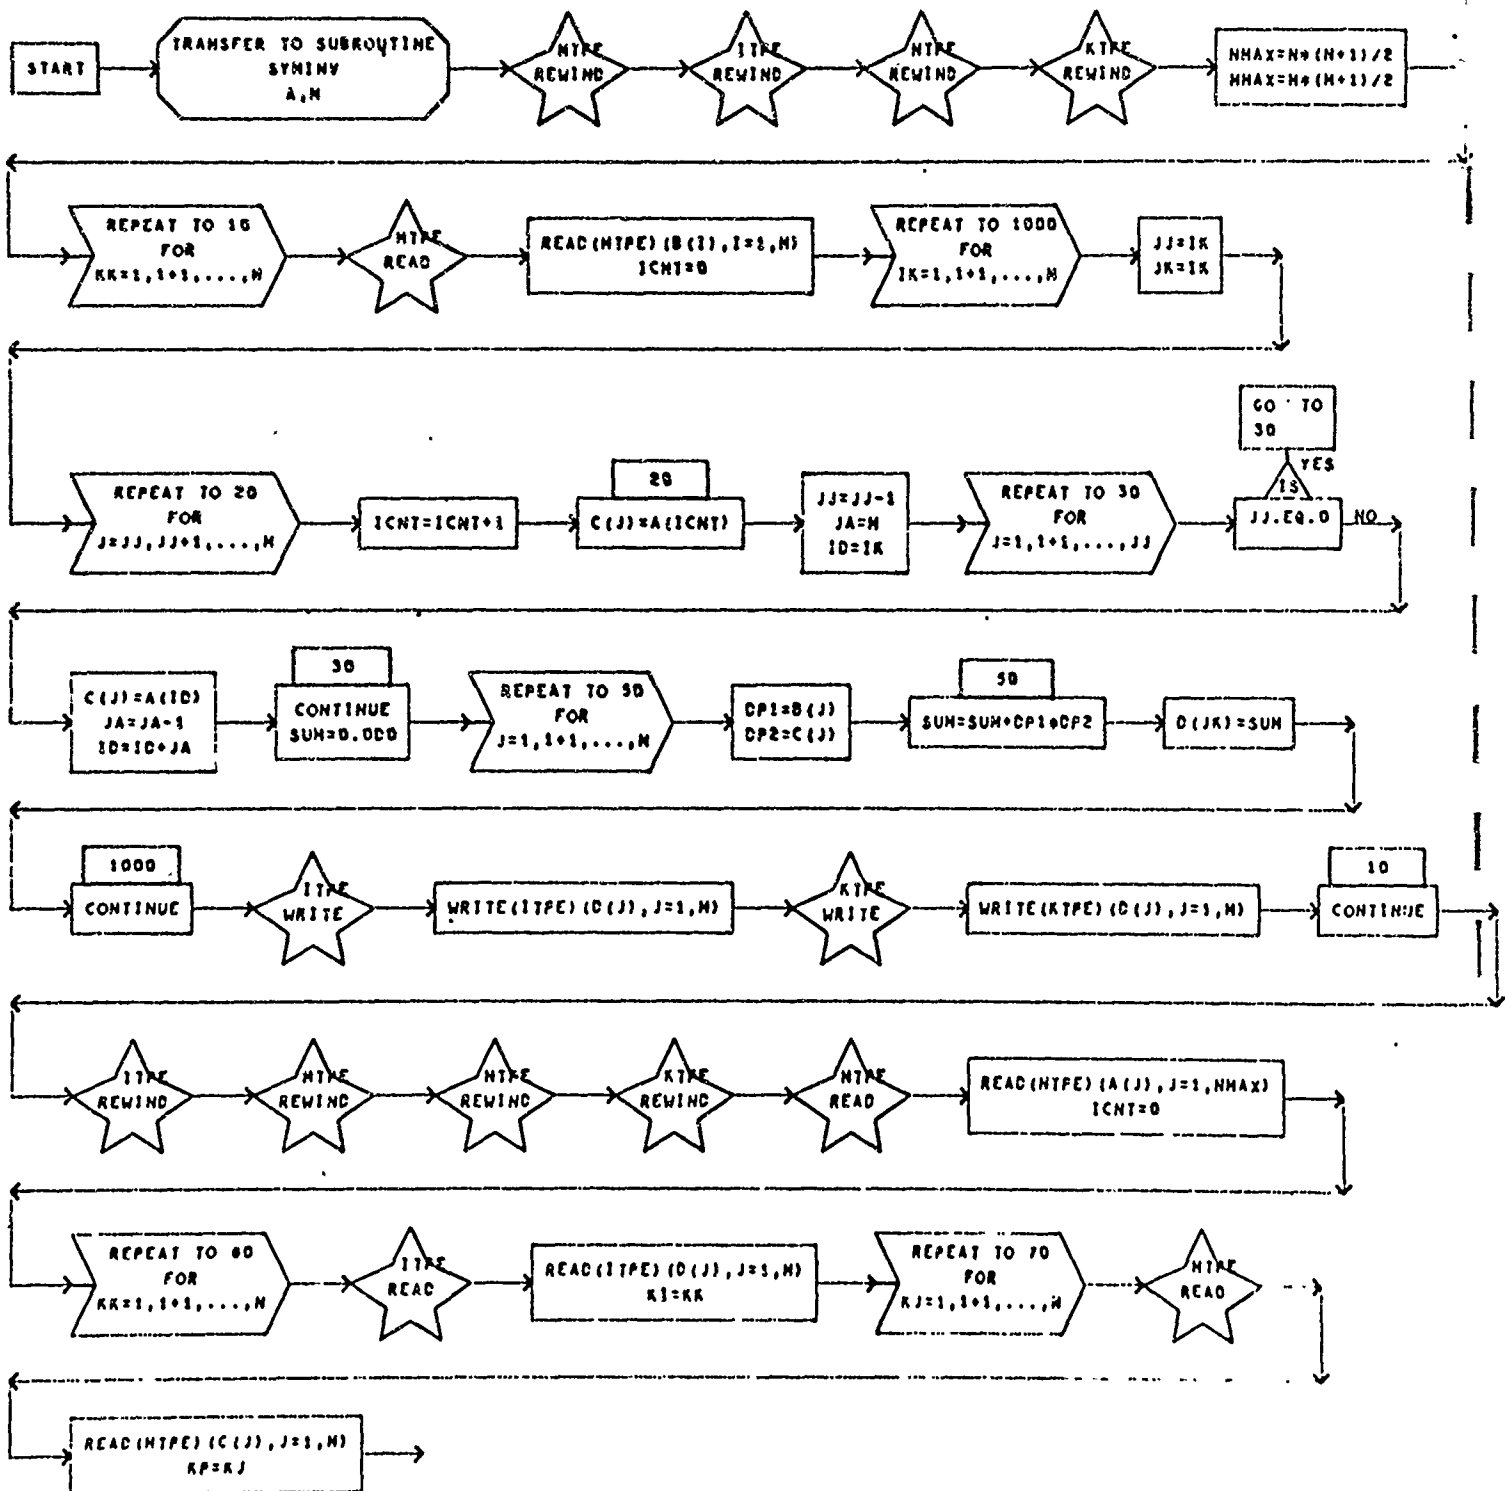 START
TRANSFER TO SUBROUTINE
SYMINV
A,M
MTPE
REWIND
ITPE
REWIND
NTPE
REWIND
KTPE
REWIND
NMAX=N*(N+1)/2
MMAX=M*(M+1)/2
REPEAT TO 10
FOR
KK=1,1+1,...,N
MTPE
READ
READ(MTPE)(B(I),I=1,M)
ICNT=0
REPEAT TO 1000
FOR
IK=1,1+1,...,M
JJ=IK
JK=IK
REPEAT TO 20
FOR
J=JJ,JJ+1,...,M
ICNT=ICNT+1
20
C(J)=A(ICNT)
JJ=JJ-1
JA=M
ID=IK
REPEAT TO 30
FOR
J=1,1+1,...,JJ
GO TO
30
YES
IS
JJ.EQ.0
NO
C(J)=A(ID)
JA=JA-1
ID=ID+JA
30
CONTINUE
SUM=0.0D0
REPEAT TO 50
FOR
J=1,1+1,...,M
DP1=B(J)
DP2=C(J)
50
SUM=SUM+DP1*DP2
D(JK)=SUM
1000
CONTINUE
ITPE
WRITE
WRITE(ITPE)(D(J),J=1,M)
KTPE
WRITE
WRITE(KTPE)(D(J),J=1,M)
10
CONTINUE
ITPE
REWIND
MTPE
REWIND
NTPE
REWIND
KTPE
REWIND
NTPE
READ
READ(NTPE)(A(J),J=1,NMAX)
ICNT=0
REPEAT TO 60
FOR
KK=1,1+1,...,N
ITPE
READ
READ(ITPE)(D(J),J=1,M)
KI=KK
REPEAT TO 70
FOR
KJ=1,1+1,...,N
MTPE
READ
READ(MTPE)(C(J),J=1,M)
KP=KJ